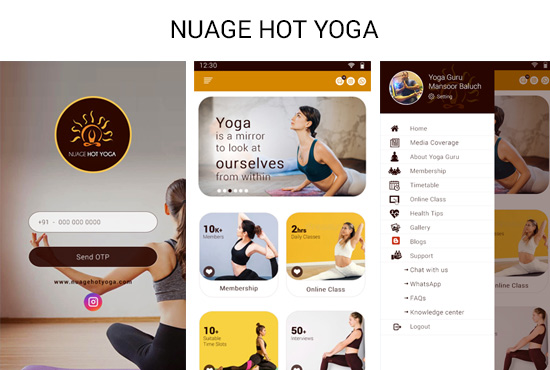 NUAGE HOT YOGA
NUAGE HOT YOGA
+91 - 000 000 0000
Send OTP
www.nuagehotyoga.com
12:30
Yoga
is a mirror
to look at
ourselves
from within
10K+
Members
Membership
2hrs
Daily Classes
Online Class
10+
Suitable
Time Slots
50+
Interviews
Yoga Guru
Mansoor Baluch
Setting
Home
Media Coverage
About Yoga Guru
Membership
Timetable
Online Class
Health Tips
Gallery
Blogs
Support
Chat with us
WhatsApp
FAQs
Knowledge center
Logout